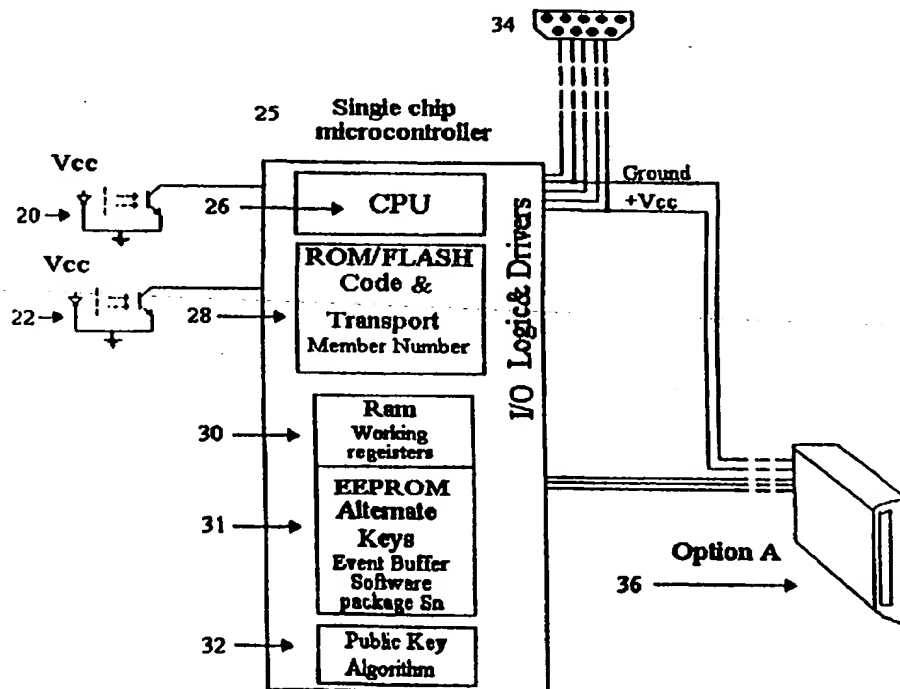 34
25
Single chip
microcontroller
Vcc
20
26
CPU
Ground
+Vcc
Vcc
22
28
ROM/FLASH
Code &
Transport
Member Number
I/O Logic& Drivers
30
Ram
Working
regeisters
31
EEPROM
Alternate
Keys
Event Buffer
Software
package Sn
Option A
36
32
Public Key
Algorithm